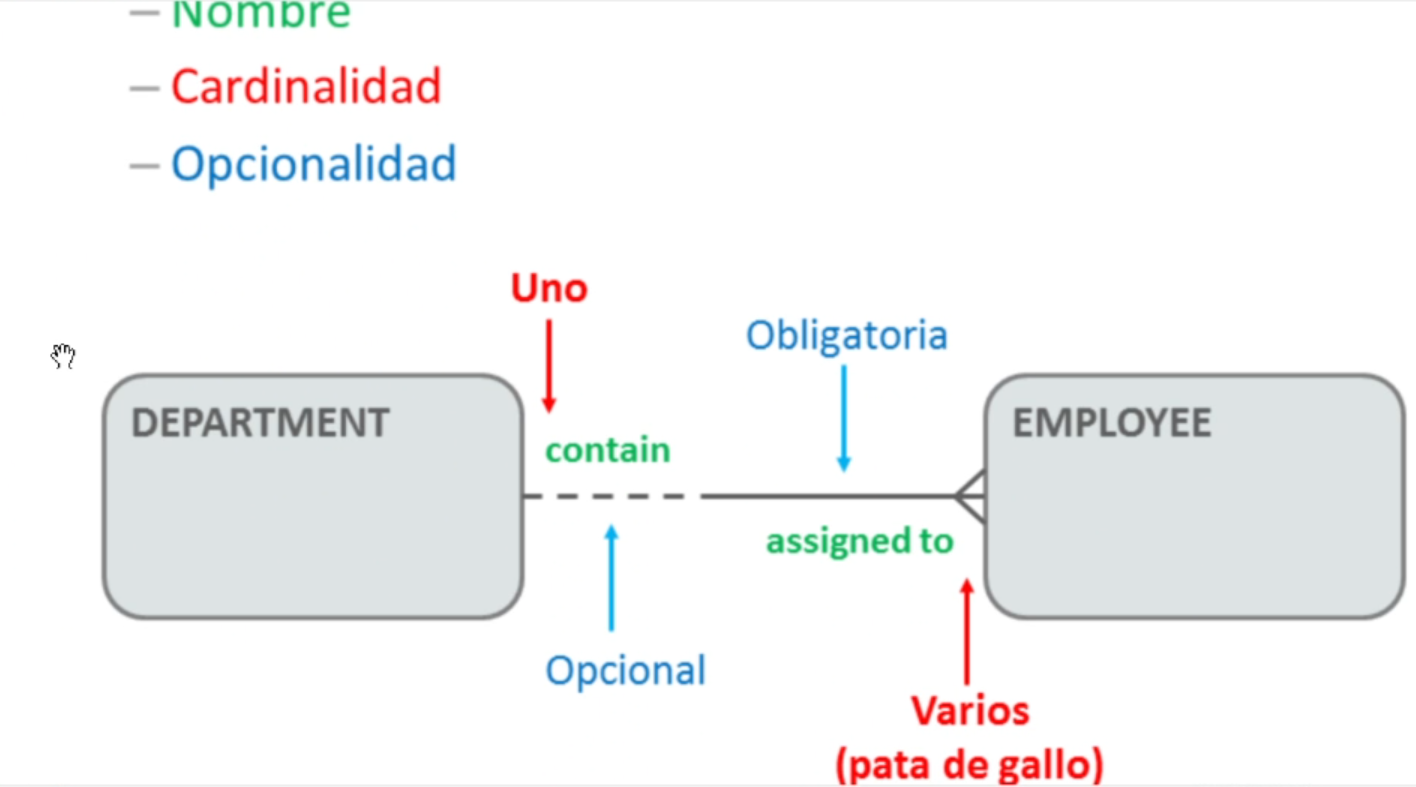 – Nombre
– Cardinalidad
– Opcionalidad
Uno
Obligatoria
DEPARTMENT
EMPLOYEE
contain
assigned to
Opcional
Varios
(pata de gallo)